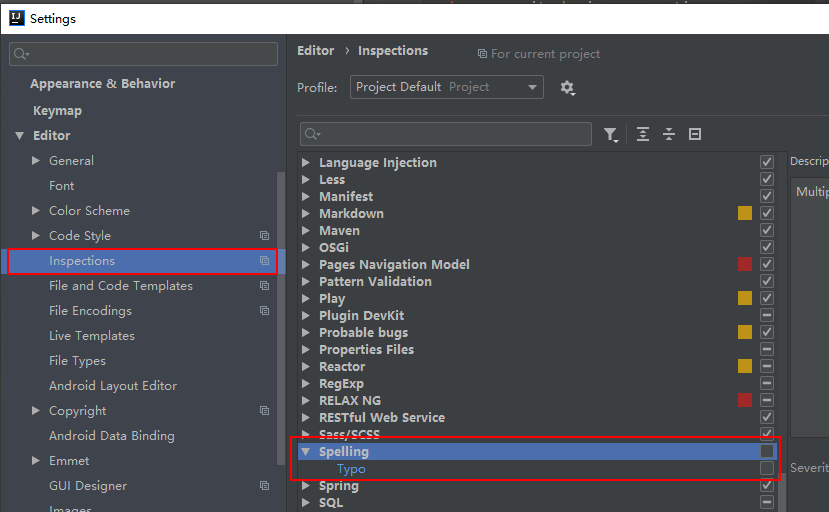 Settings
Appearance & Behavior
Keymap
Editor
General
Font
Color Scheme
Code Style
Inspections
File and Code Templates
File Encodings
Live Templates
File Types
Android Layout Editor
Copyright
Android Data Binding
Emmet
GUI Designer
Images
Editor › Inspections For current project
Profile: Project Default Project
Language Injection
Less
Manifest
Markdown
Maven
OSGi
Pages Navigation Model
Pattern Validation
Play
Plugin DevKit
Probable bugs
Properties Files
Reactor
RegExp
RELAX NG
RESTful Web Service
Sass/SCSS
Spelling
Typo
Spring
SQL
Descrip
Multip
Severit